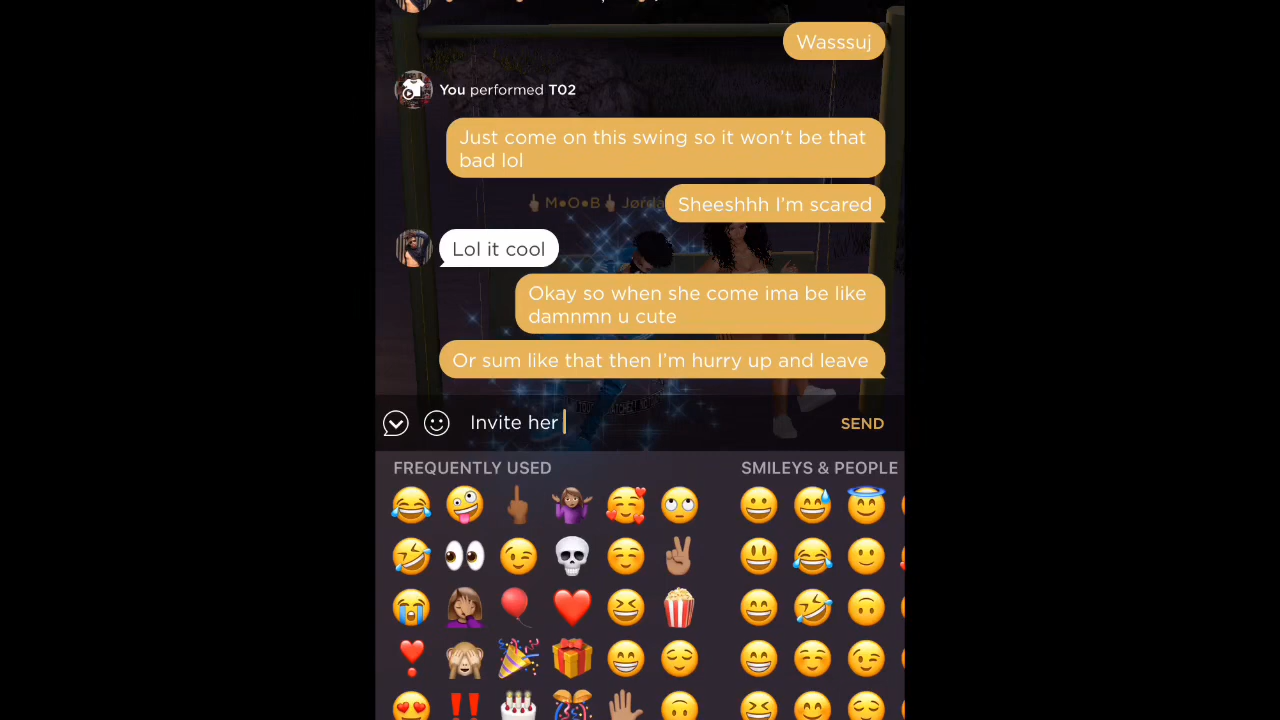 Wasssuj
You performed T02
Just come on this swing so it won't be that
bad lol
M●O●B
Sheeshhh I'm scared
Lol it cool
Okay so when she come ima be like
damnmn u cute
Or sum like that then I'm hurry up and leave
Invite her
SEND
FREQUENTLY USED
SMILEYS & PEOPLE